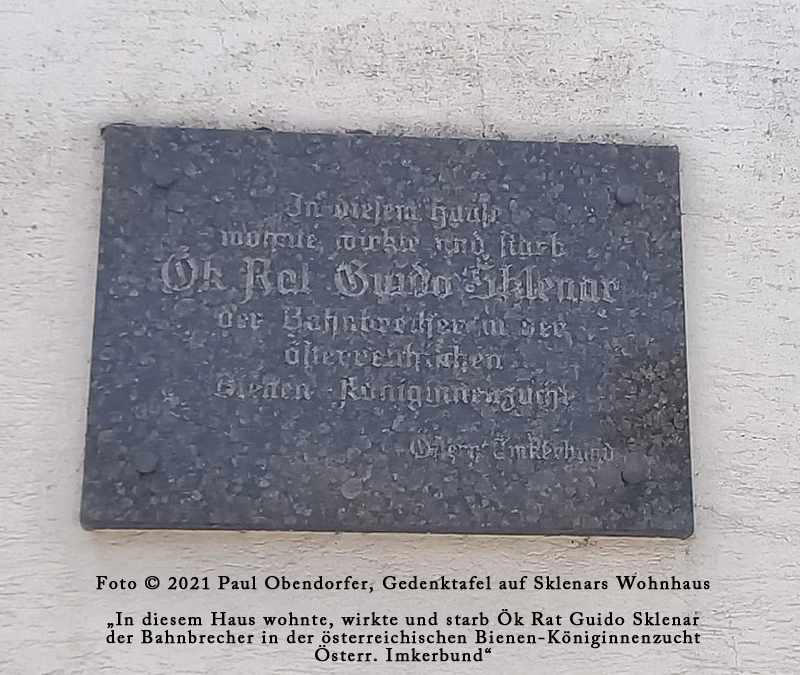 In diesem Hause
wohnte, wirkte und starb
Ök Rat Guido Sklenar
der Bahnbrecher in der
österreichischen
Bienen-Königinnenzucht
Österr. Imkerbund
Foto © 2021 Paul Obendorfer, Gedenktafel auf Sklenars Wohnhaus
„In diesem Haus wohnte, wirkte und starb Ök Rat Guido Sklenar
der Bahnbrecher in der österreichischen Bienen-Königinnenzucht
Österr. Imkerbund“